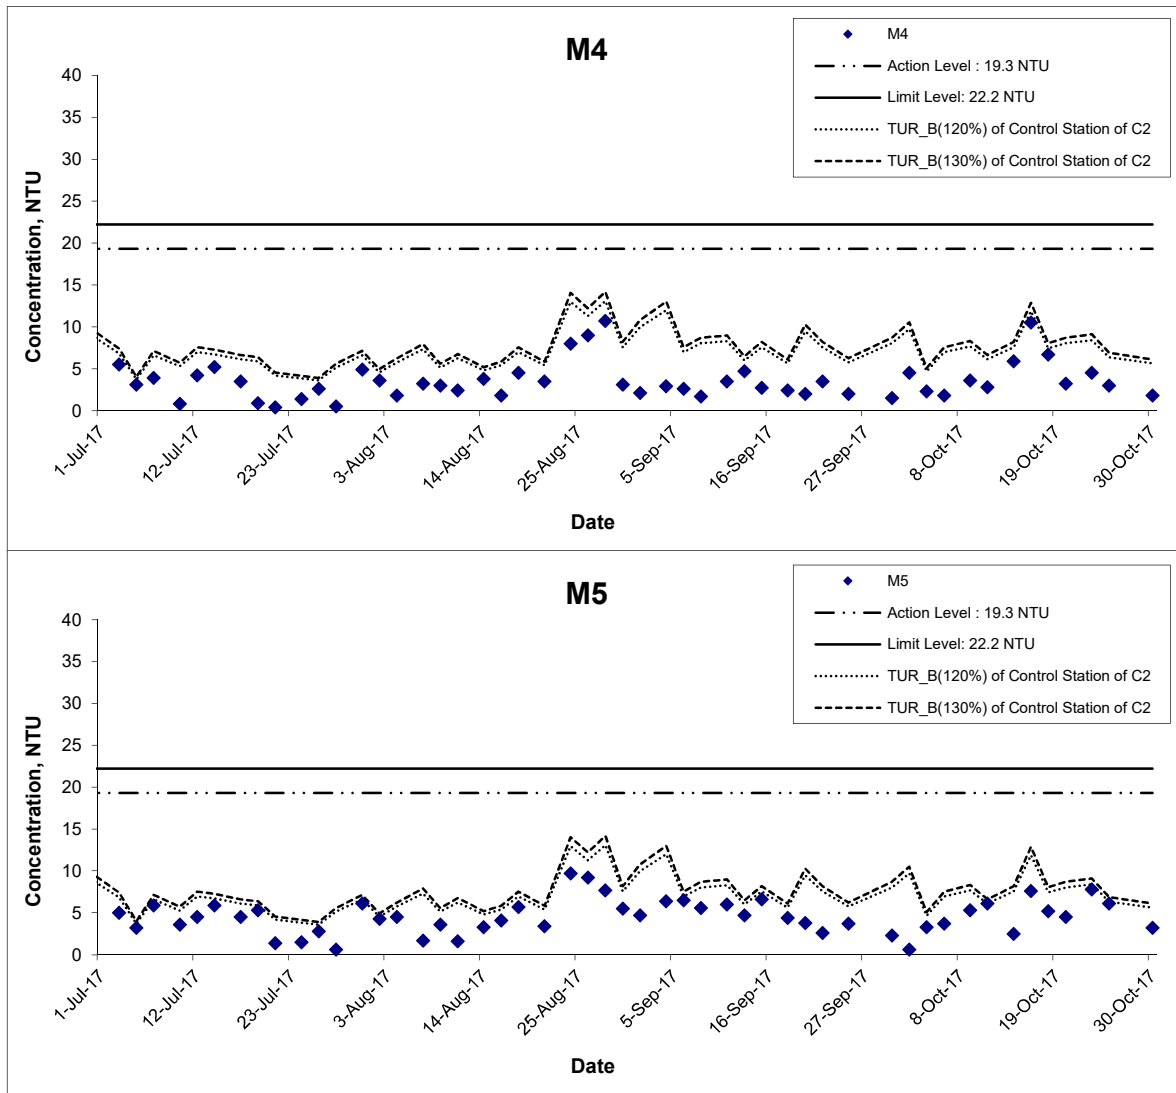 M4
M4
Action Level : 19.3 NTU
Limit Level: 22.2 NTU
TUR_B(120%) of Control Station of C2
TUR_B(130%) of Control Station of C2
Concentration, NTU
40
35
30
25
20
15
10
5
0
1-Jul-17
12-Jul-17
23-Jul-17
3-Aug-17
14-Aug-17
25-Aug-17
5-Sep-17
16-Sep-17
27-Sep-17
8-Oct-17
19-Oct-17
30-Oct-17
Date
M5
M5
Action Level : 19.3 NTU
Limit Level: 22.2 NTU
TUR_B(120%) of Control Station of C2
TUR_B(130%) of Control Station of C2
Concentration, NTU
40
35
30
25
20
15
10
5
0
1-Jul-17
12-Jul-17
23-Jul-17
3-Aug-17
14-Aug-17
25-Aug-17
5-Sep-17
16-Sep-17
27-Sep-17
8-Oct-17
19-Oct-17
30-Oct-17
Date